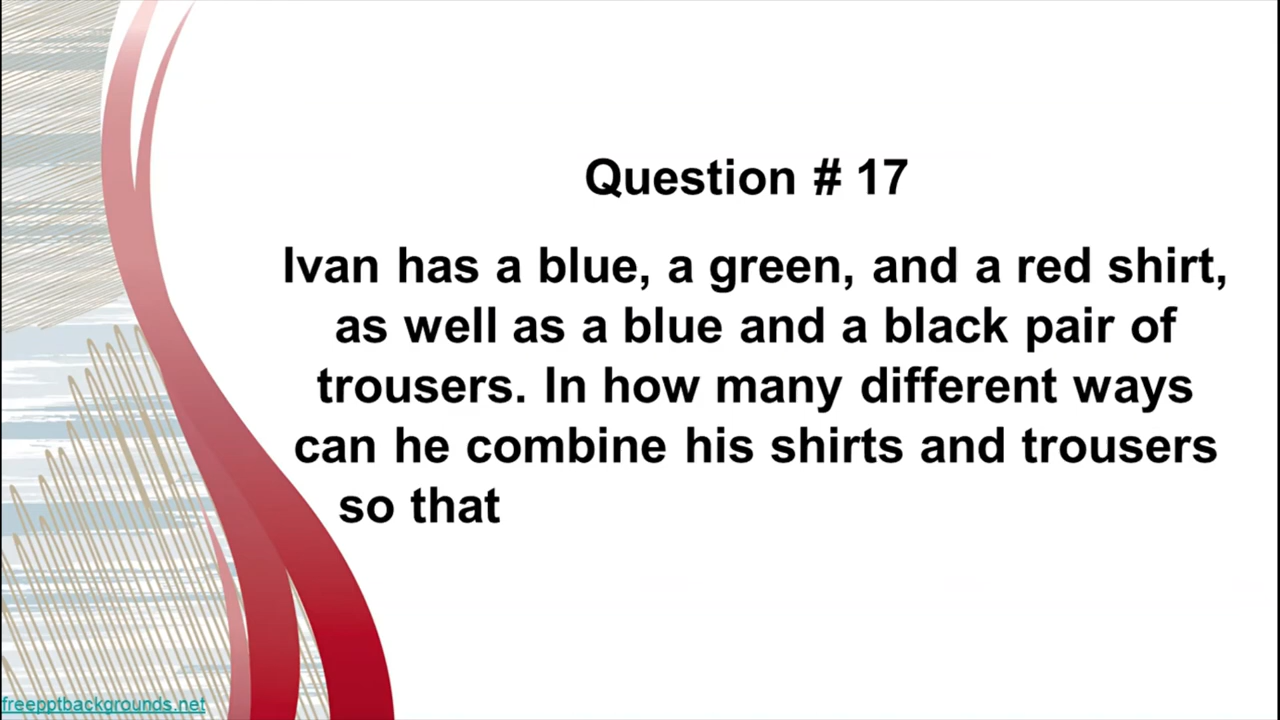 Question # 17
Ivan has a blue, a green, and a red shirt,
as well as a blue and a black pair of
trousers. In how many different ways
can he combine his shirts and trousers
so that
freepptbackgrounds.net